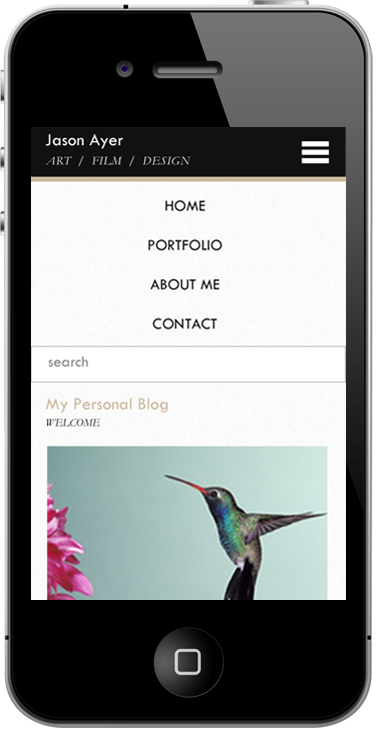 Jason Ayer
ART / FILM / DESIGN
HOME
PORTFOLIO
ABOUT ME
CONTACT
search
My Personal Blog
WELCOME